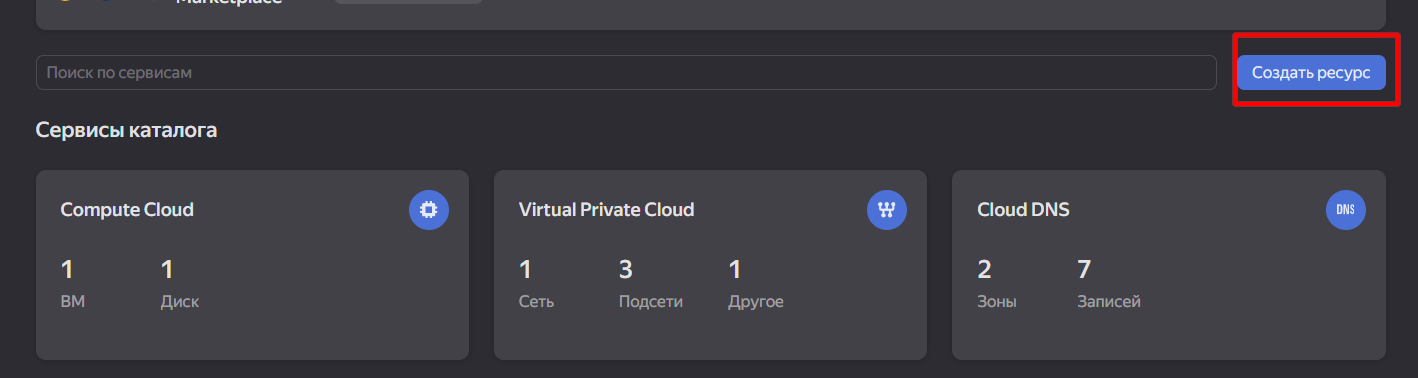 Marketplace
Поиск по сервисам
Создать ресурс
Сервисы каталога
Compute Cloud
1 1
ВМ Диск
Virtual Private Cloud
1 3 1
Сеть Подсети Другое
Cloud DNS
DNS
2 7
Зоны Записей